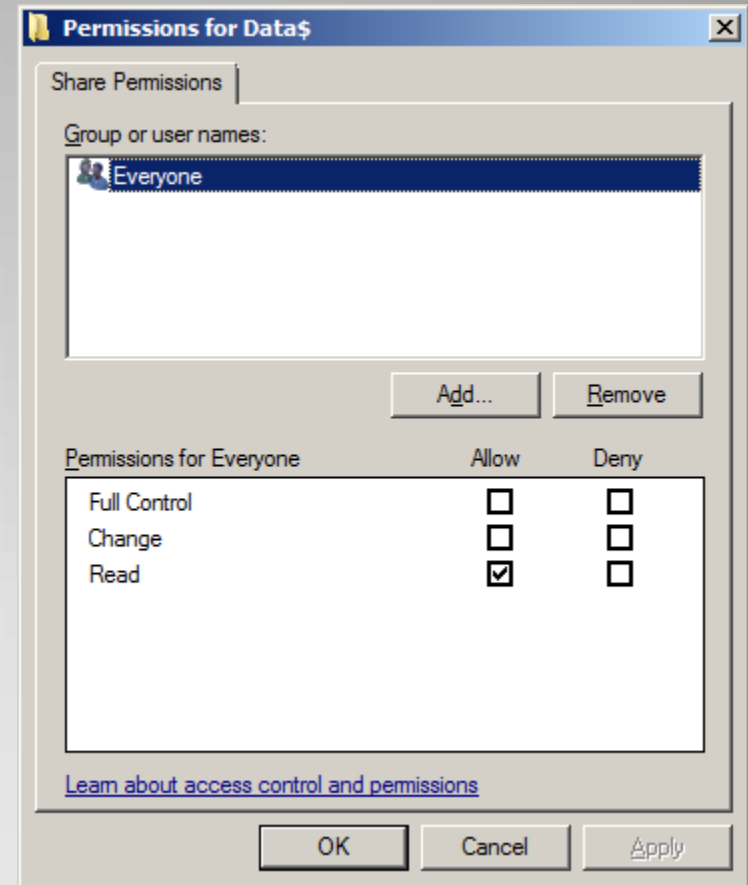 Permissions for Data$
Share Permissions
Group or user names:
Everyone
Add...
Remove
Permissions for Everyone Allow Deny
Full Control
Change
Read
Learn about access control and permissions
OK Cancel Apply